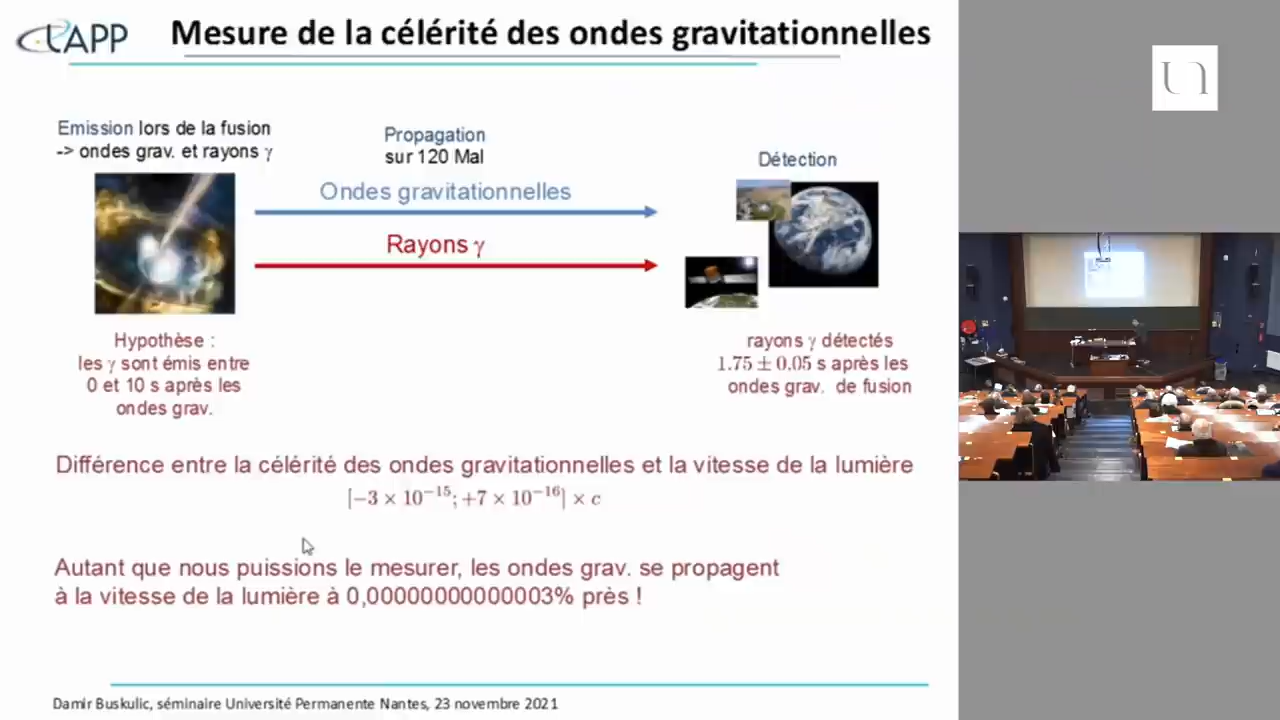 LAPP
Mesure de la célérité des ondes gravitationnelles
Emission lors de la fusion
-> ondes grav. et rayons γ
Propagation
sur 120 Mal
Détection
Ondes gravitationnelles
Rayons γ
Hypothèse :
les γ sont émis entre
0 et 10 s après les
ondes grav.
rayons γ détectés
1.75 ± 0.05 s après les
ondes grav. de fusion
Différence entre la célérité des ondes gravitationnelles et la vitesse de la lumière
[−3 × 10⁻¹⁵; +7 × 10⁻¹⁶] × c
Autant que nous puissions le mesurer, les ondes grav. se propagent
à la vitesse de la lumière à 0,00000000000003% près !
Damir Buskulic, séminaire Université Permanente Nantes, 23 novembre 2021